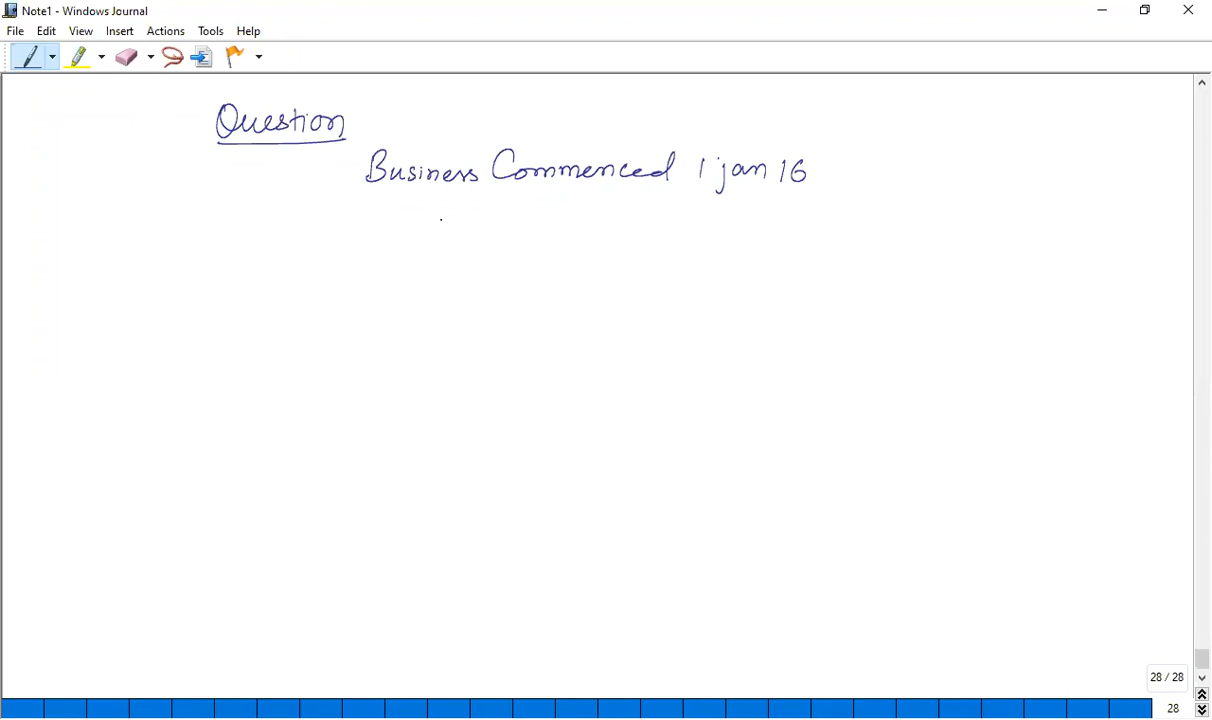 Note1 - Windows Journal
File Edit View Insert Actions Tools Help
Question
Business Commenced 1 jan 16
28 / 28
28